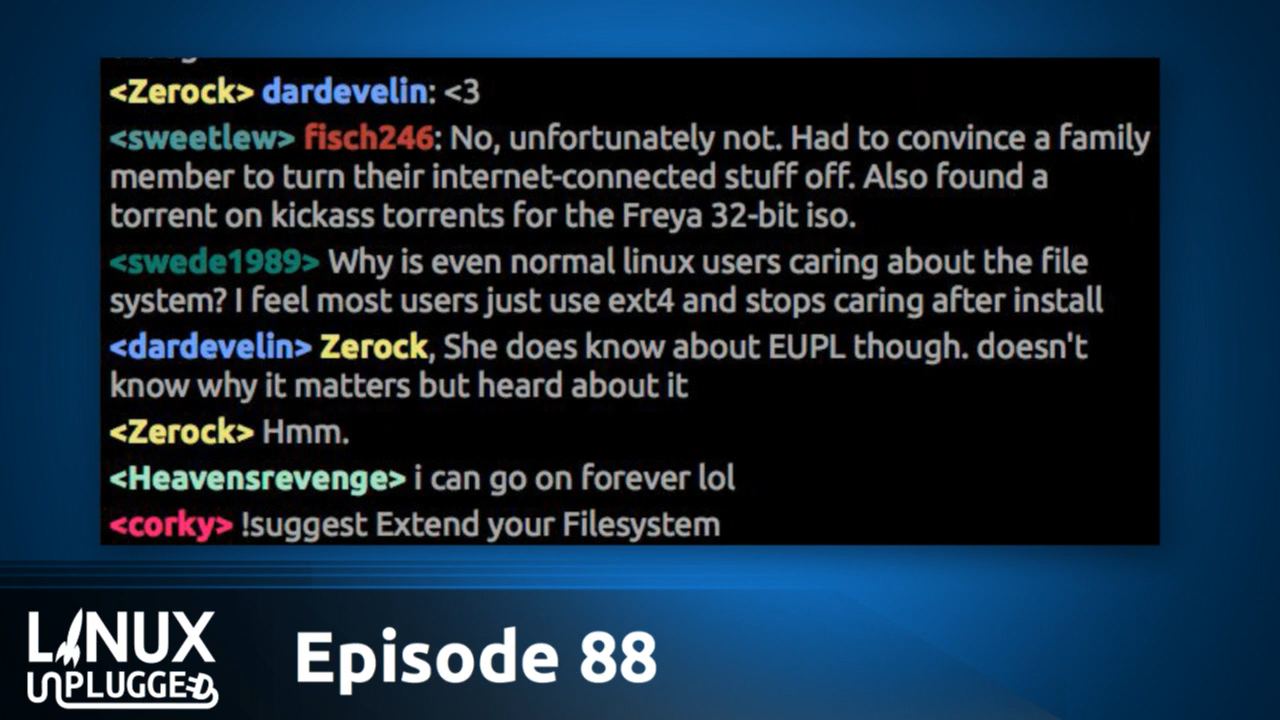 <Zerock> dardevelin: <3
<sweetlew> fisch246: No, unfortunately not. Had to convince a family
member to turn their internet-connected stuff off. Also found a
torrent on kickass torrents for the Freya 32-bit iso.
<swede1989> Why is even normal linux users caring about the file
system? I feel most users just use ext4 and stops caring after install
<dardevelin> Zerock, She does know about EUPL though. doesn't
know why it matters but heard about it
<Zerock> Hmm.
<Heavensrevenge> i can go on forever lol
<corky> !suggest Extend your Filesystem
LINUX
UNPLUGGED
Episode 88